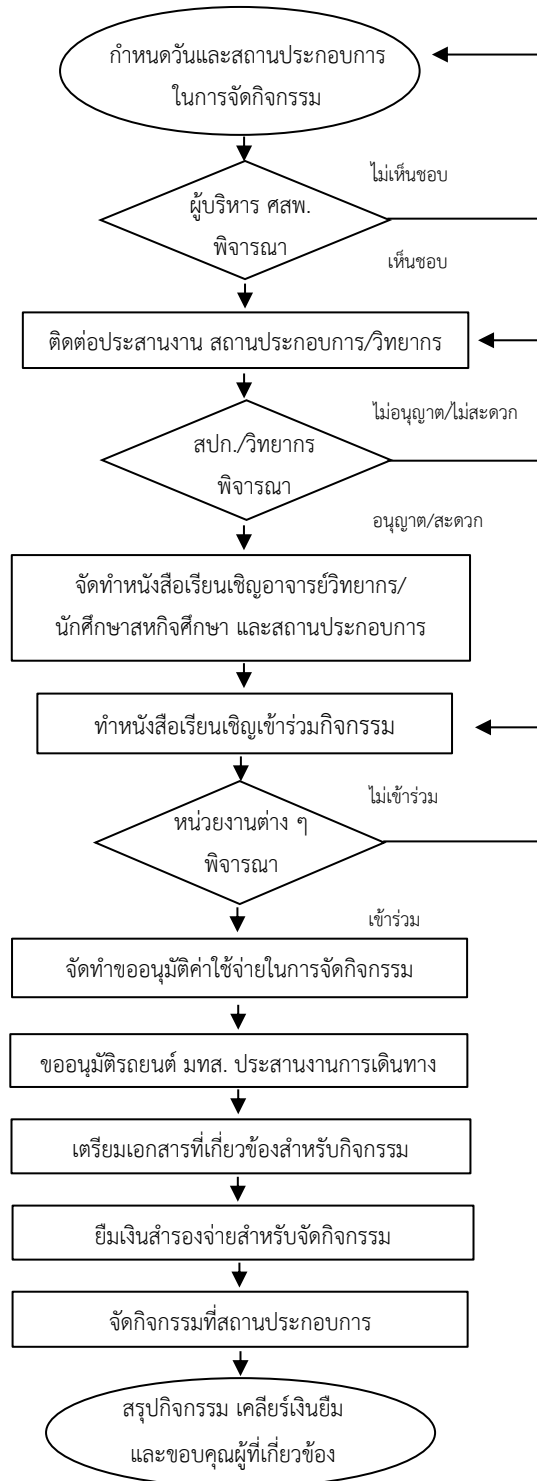 กำหนดวันและสถานประกอบการ
ในการจัดกิจกรรม
ไม่เห็นชอบ
ผู้บริหาร ศสพ.
พิจารณา
เห็นชอบ
ติดต่อประสานงาน สถานประกอบการ/วิทยากร
ไม่อนุญาต/ไม่สะดวก
สปก./วิทยากร
พิจารณา
อนุญาต/สะดวก
จัดทำหนังสือเรียนเชิญอาจารย์วิทยากร/
นักศึกษาสหกิจศึกษา และสถานประกอบการ
ทำหนังสือเรียนเชิญเข้าร่วมกิจกรรม
ไม่เข้าร่วม
หน่วยงานต่าง ๆ
พิจารณา
เข้าร่วม
จัดทำขออนุมัติค่าใช้จ่ายในการจัดกิจกรรม
ขออนุมัติรถยนต์ มทส. ประสานงานการเดินทาง
เตรียมเอกสารที่เกี่ยวข้องสำหรับกิจกรรม
ยืมเงินสำรองจ่ายสำหรับจัดกิจกรรม
จัดกิจกรรมที่สถานประกอบการ
สรุปกิจกรรม เคลียร์เงินยืม
และขอบคุณผู้ที่เกี่ยวข้อง